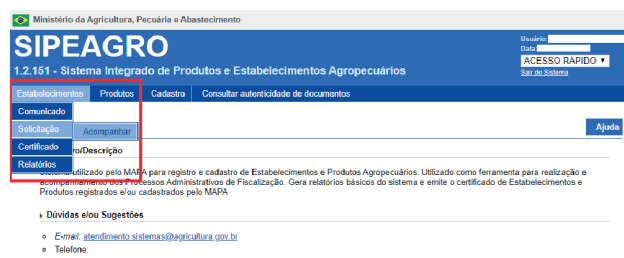 Ministério da Agricultura, Pecuária e Abastecimento
SIPEAGRO
1.2.151 - Sistema Integrado de Produtos e Estabelecimentos Agropecuários
Usuário:
Data:
ACESSO RÁPIDO
Sair do Sistema
Estabelecimentos Produtos Cadastro Consultar autenticidade de documentos
Comunicado
Solicitação Acompanhar
Ajuda
Certificado vo/Descrição
Relatórios
utilizado pelo MAPA para registro e cadastro de Estabelecimentos e Produtos Agropecuários. Utilizado como ferramenta para realização e
acompanhamento dos Processos Administrativos de Fiscalização. Gera relatórios básicos do sistema e emite o certificado de Estabelecimentos e
Produtos registrados e/ou cadastrados pelo MAPA
Dúvidas e/ou Sugestões
E-mail: atendimento.sistemas@agricultura.gov.br
Telefone: